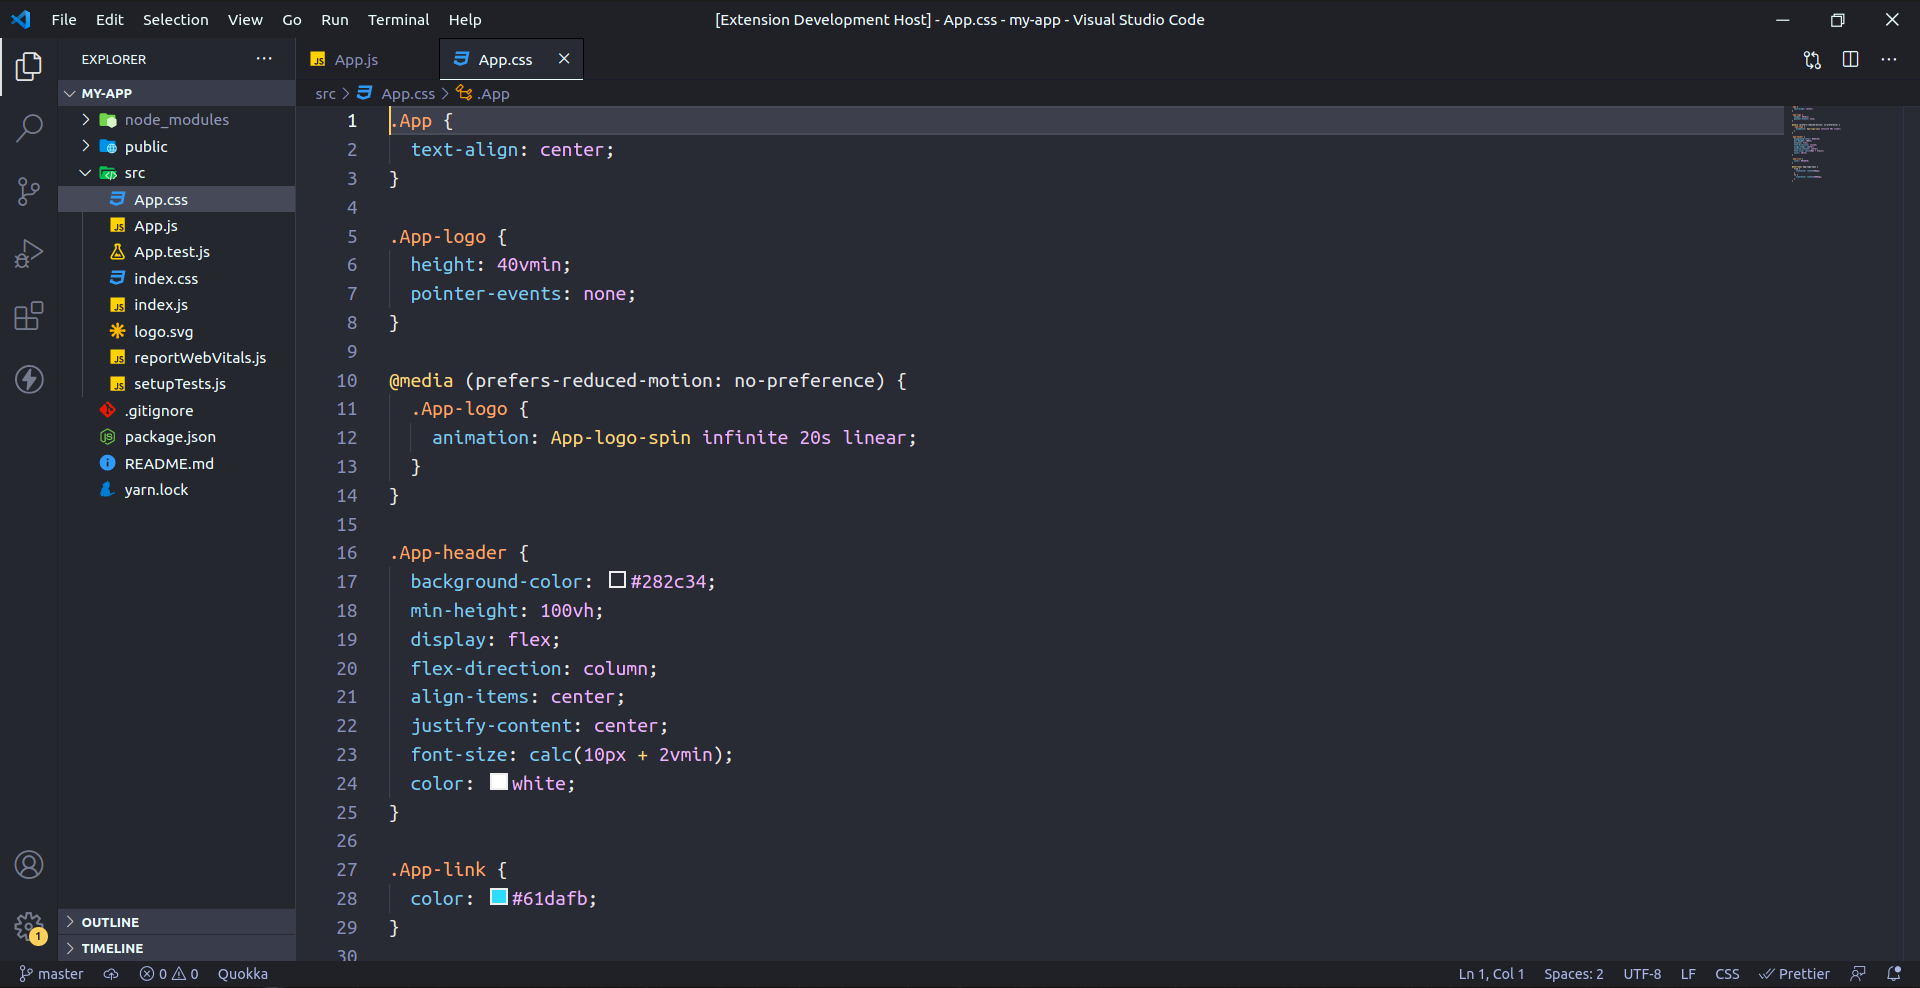 File Edit Selection View Go Run Terminal Help [Extension Development Host] - App.css - my-app - Visual Studio Code
EXPLORER
App.js
App.css
MY-APP
src > App.css > .App
node_modules
public
src
App.css
App.js
App.test.js
index.css
index.js
logo.svg
reportWebVitals.js
setupTests.js
.gitignore
package.json
README.md
yarn.lock
OUTLINE
TIMELINE
1 .App {
2   text-align: center;
3 }
4
5 .App-logo {
6   height: 40vmin;
7   pointer-events: none;
8 }
9
10 @media (prefers-reduced-motion: no-preference) {
11   .App-logo {
12     animation: App-logo-spin infinite 20s linear;
13   }
14 }
15
16 .App-header {
17   background-color: #282c34;
18   min-height: 100vh;
19   display: flex;
20   flex-direction: column;
21   align-items: center;
22   justify-content: center;
23   font-size: calc(10px + 2vmin);
24   color: white;
25 }
26
27 .App-link {
28   color: #61dafb;
29 }
30
1
master 0 0 Quokka Ln 1, Col 1 Spaces: 2 UTF-8 LF CSS Prettier